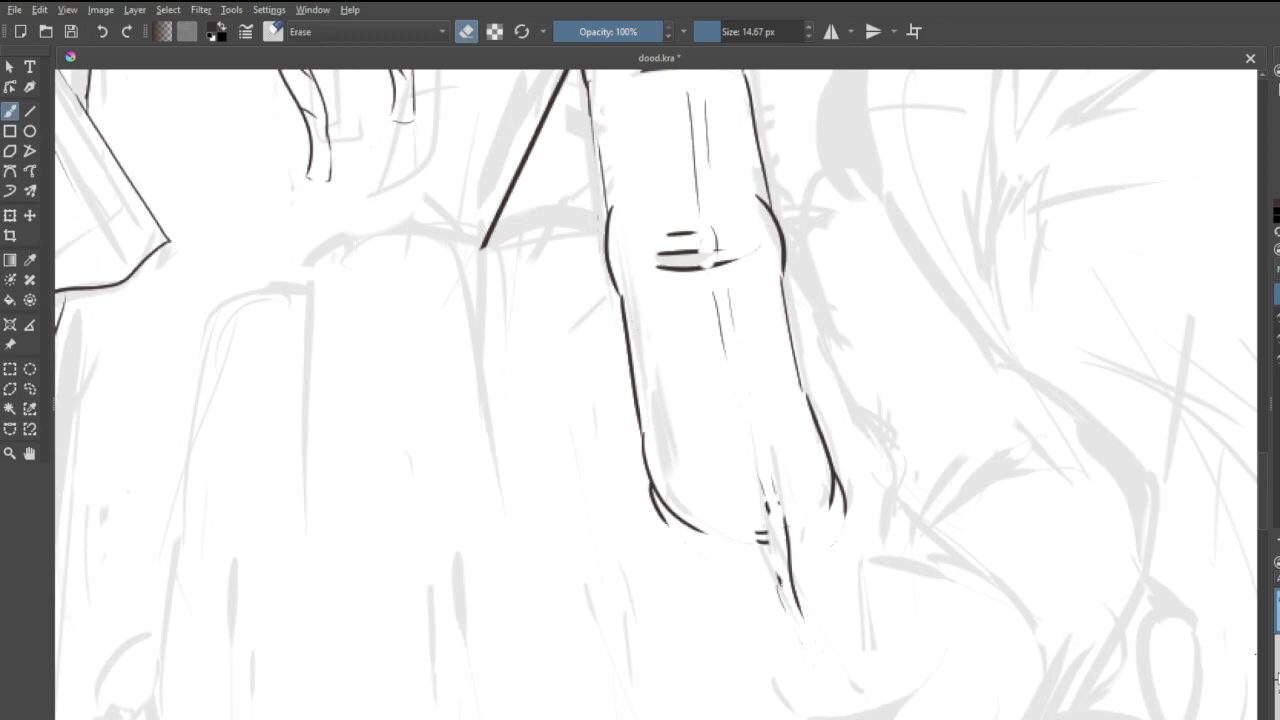 File Edit View Image Layer Select Filter Tools Settings Window Help
Erase Opacity: 100% Size: 14.67 px
dood.kra *